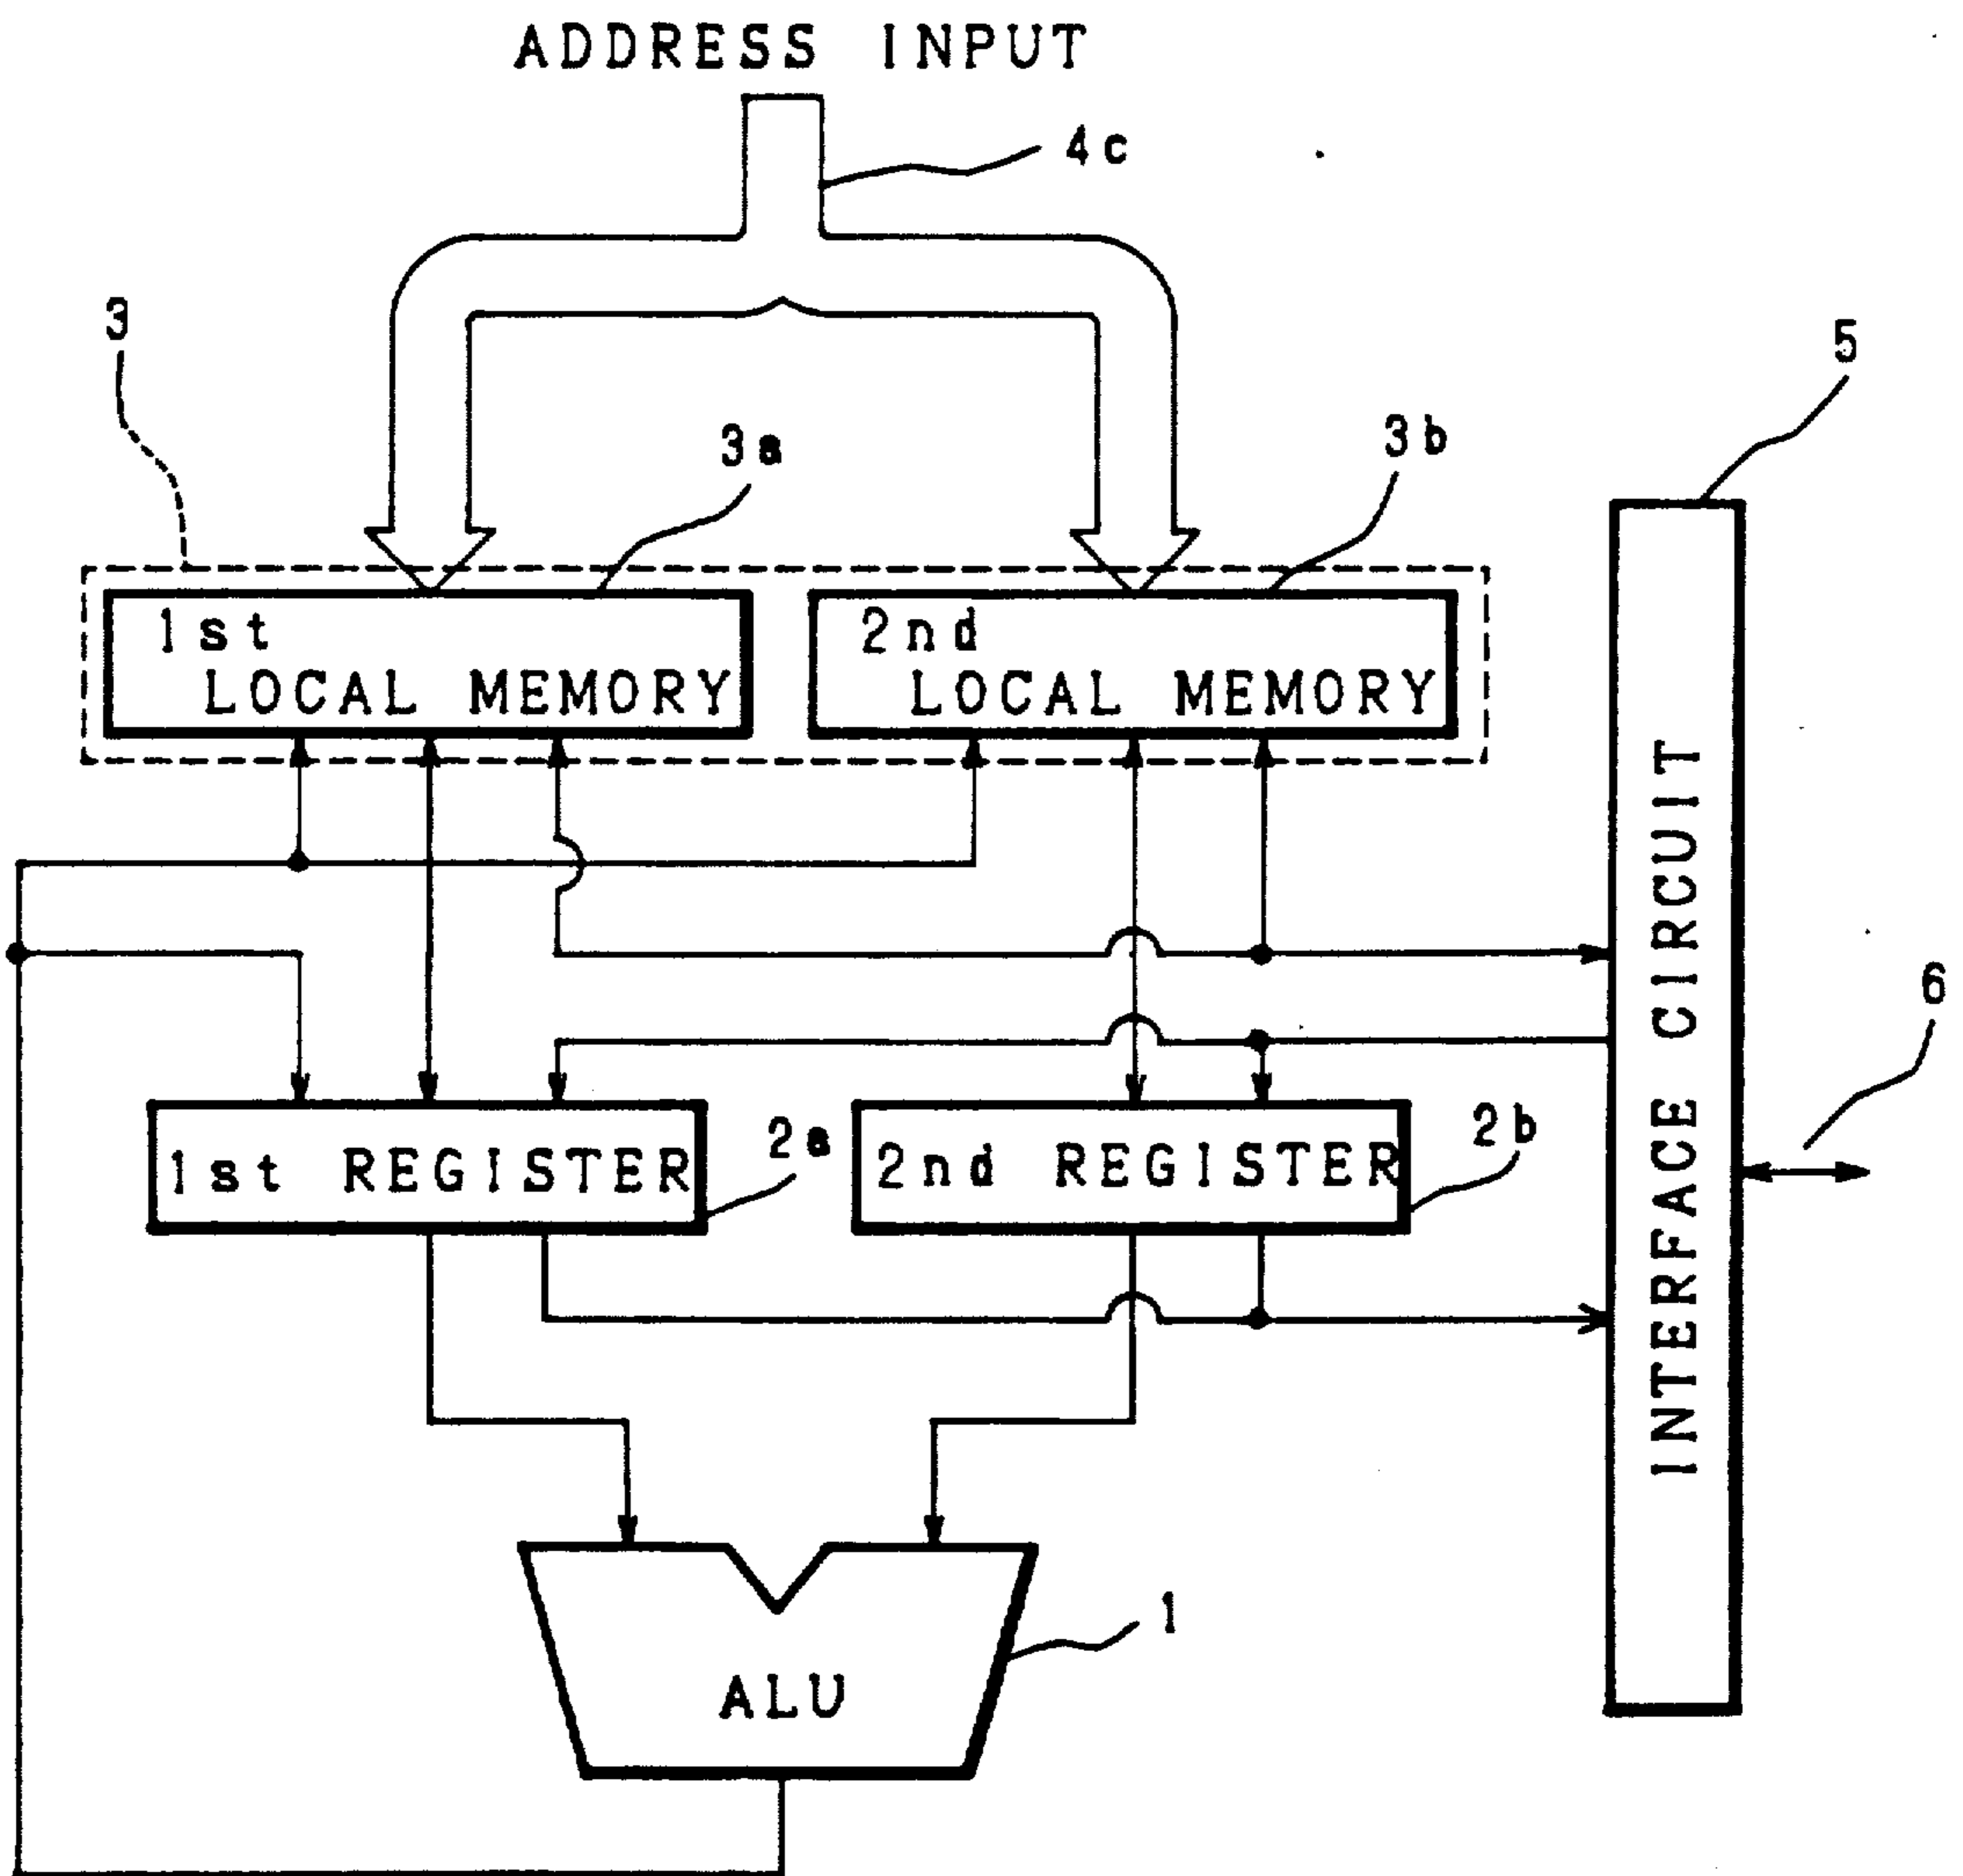 ADDRESS INPUT
4c
3
5
3a
3b
1st
LOCAL MEMORY
2nd
LOCAL MEMORY
INTERFACE CIRCUIT
6
1st REGISTER
2a
2nd REGISTER
2b
1
ALU